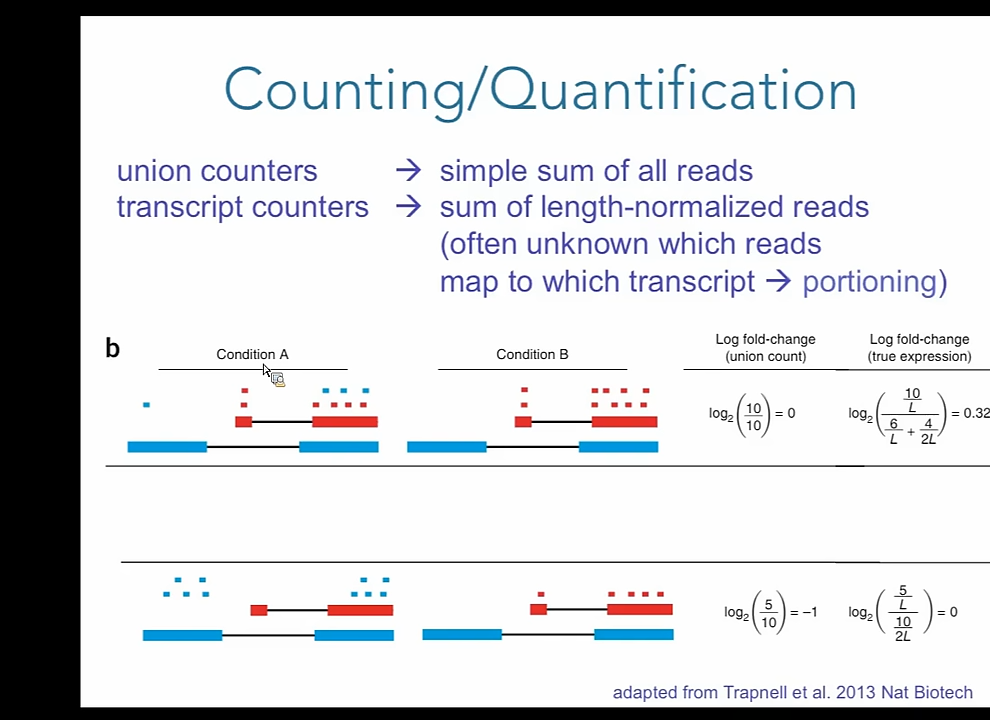 Counting/Quantification
union counters → simple sum of all reads
transcript counters → sum of length-normalized reads
(often unknown which reads
map to which transcript → portioning)
b
Condition A
Condition B
Log fold-change
(union count)
Log fold-change
(true expression)
log2(10/10) = 0
log2((10/L)/(6/L + 4/2L)) = 0.32
log2(5/10) = –1
log2((5/L)/(10/2L)) = 0
adapted from Trapnell et al. 2013 Nat Biotech